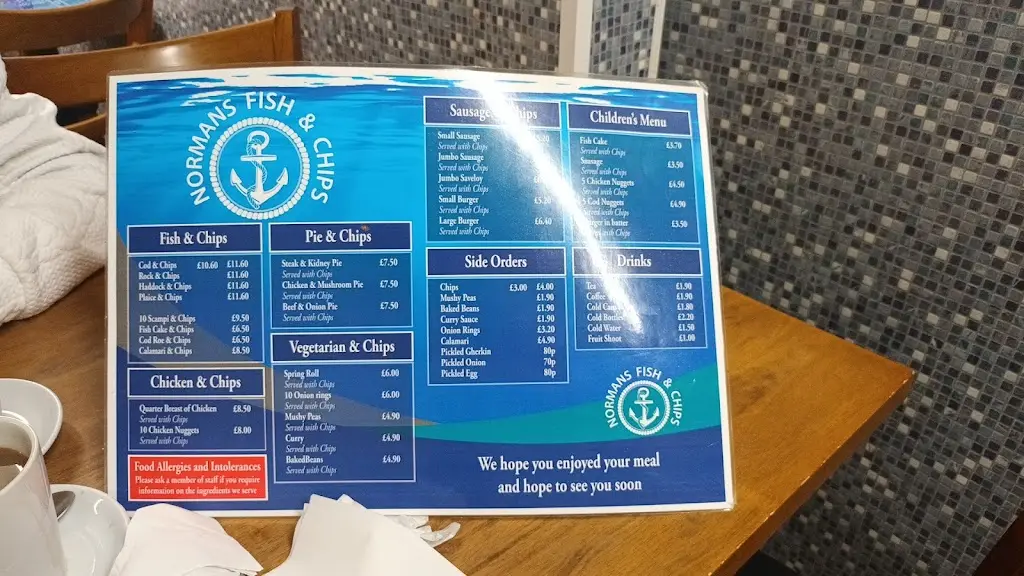 NORMANS FISH & CHIPS
Fish & Chips
Cod & Chips £10.60 £11.60
Rock & Chips £11.60
Haddock & Chips £11.60
Plaice & Chips £11.60
10 Scampi & Chips £9.50
Fish Cake & Chips £6.50
Cod Roe & Chips £6.50
Calamari & Chips £8.50
Chicken & Chips
Quarter Breast of Chicken £8.50
Served with Chips
10 Chicken Nuggets £8.00
Served with Chips
Food Allergies and Intolerances
Please ask a member of staff if you require
information on the ingredients we serve
Pie & Chips
Steak & Kidney Pie £7.50
Served with Chips
Chicken & Mushroom Pie £7.50
Served with Chips
Beef & Onion Pie £7.50
Served with Chips
Vegetarian & Chips
Spring Roll £6.00
Served with Chips
10 Onion rings £6.00
Served with Chips
Mushy Peas £4.90
Served with Chips
Curry £4.90
Served with Chips
BakedBeans £4.90
Served with Chips
Sausage & Chips
Small Sausage
Served with Chips
Jumbo Sausage
Served with Chips
Jumbo Saveloy
Served with Chips
Small Burger £5.20
Served with Chips
Large Burger £6.40
Served with Chips
Side Orders
Chips £3.00 £4.00
Mushy Peas £1.90
Baked Beans £1.90
Curry Sauce £1.90
Onion Rings £3.20
Calamari £4.90
Pickled Gherkin 80p
Pickled Onion 70p
Pickled Egg 80p
Children's Menu
Fish Cake £3.70
Served with Chips
Sausage £3.50
Served with Chips
5 Chicken Nuggets £4.50
Served with Chips
5 Cod Nuggets £4.90
Served with Chips
in batter £3.50
with Chips
Drinks
Tea £1.90
Coffee £1.90
Cold Cans £1.80
Cold Bottles £2.20
Cold Water £1.50
Fruit Shoot £1.00
NORMANS FISH & CHIPS
We hope you enjoyed your meal
and hope to see you soon